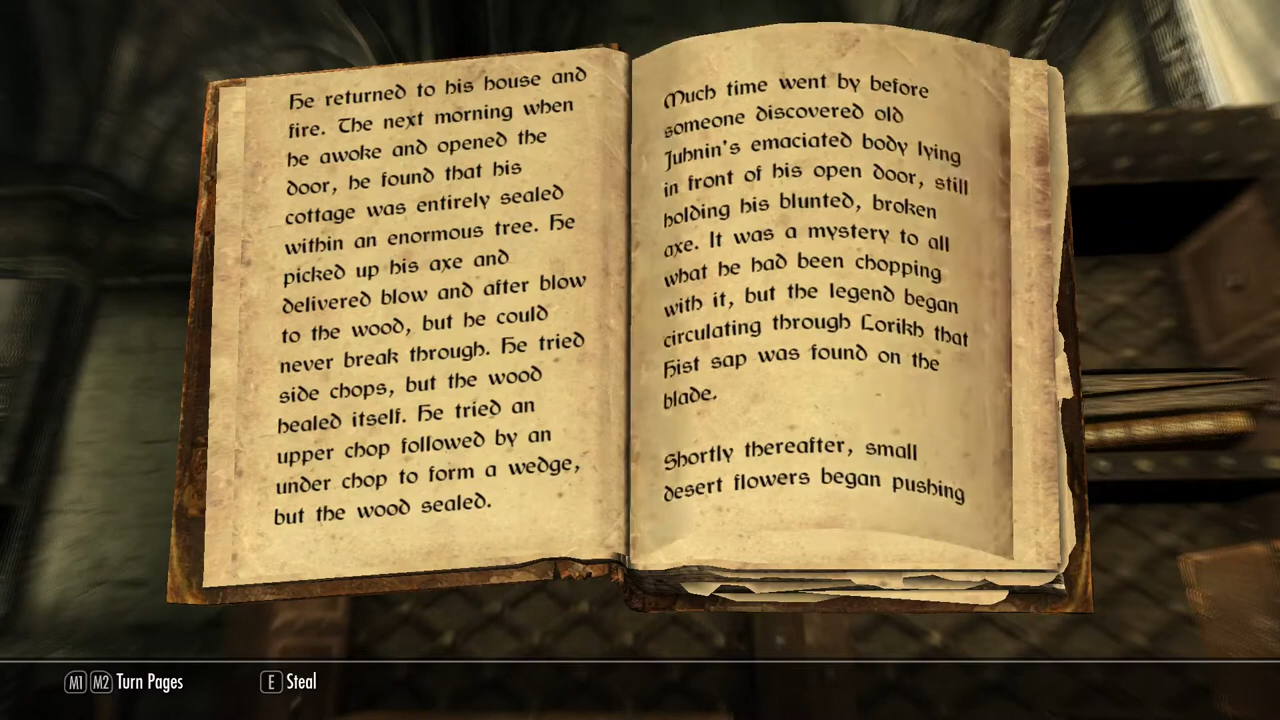 He returned to his house and
fire. The next morning when
he awoke and opened the
door, he found that his
cottage was entirely sealed
within an enormous tree. He
picked up his axe and
delivered blow and after blow
to the wood, but he could
never break through. He tried
side chops, but the wood
healed itself. He tried an
upper chop followed by an
under chop to form a wedge,
but the wood sealed.
Much time went by before
someone discovered old
Juhnin's emaciated body lying
in front of his open door, still
holding his blunted, broken
axe. It was a mystery to all
what he had been chopping
with it, but the legend began
circulating through Lorikh that
Hist sap was found on the
blade.
Shortly thereafter, small
desert flowers began pushing
M1 M2 Turn Pages
E Steal